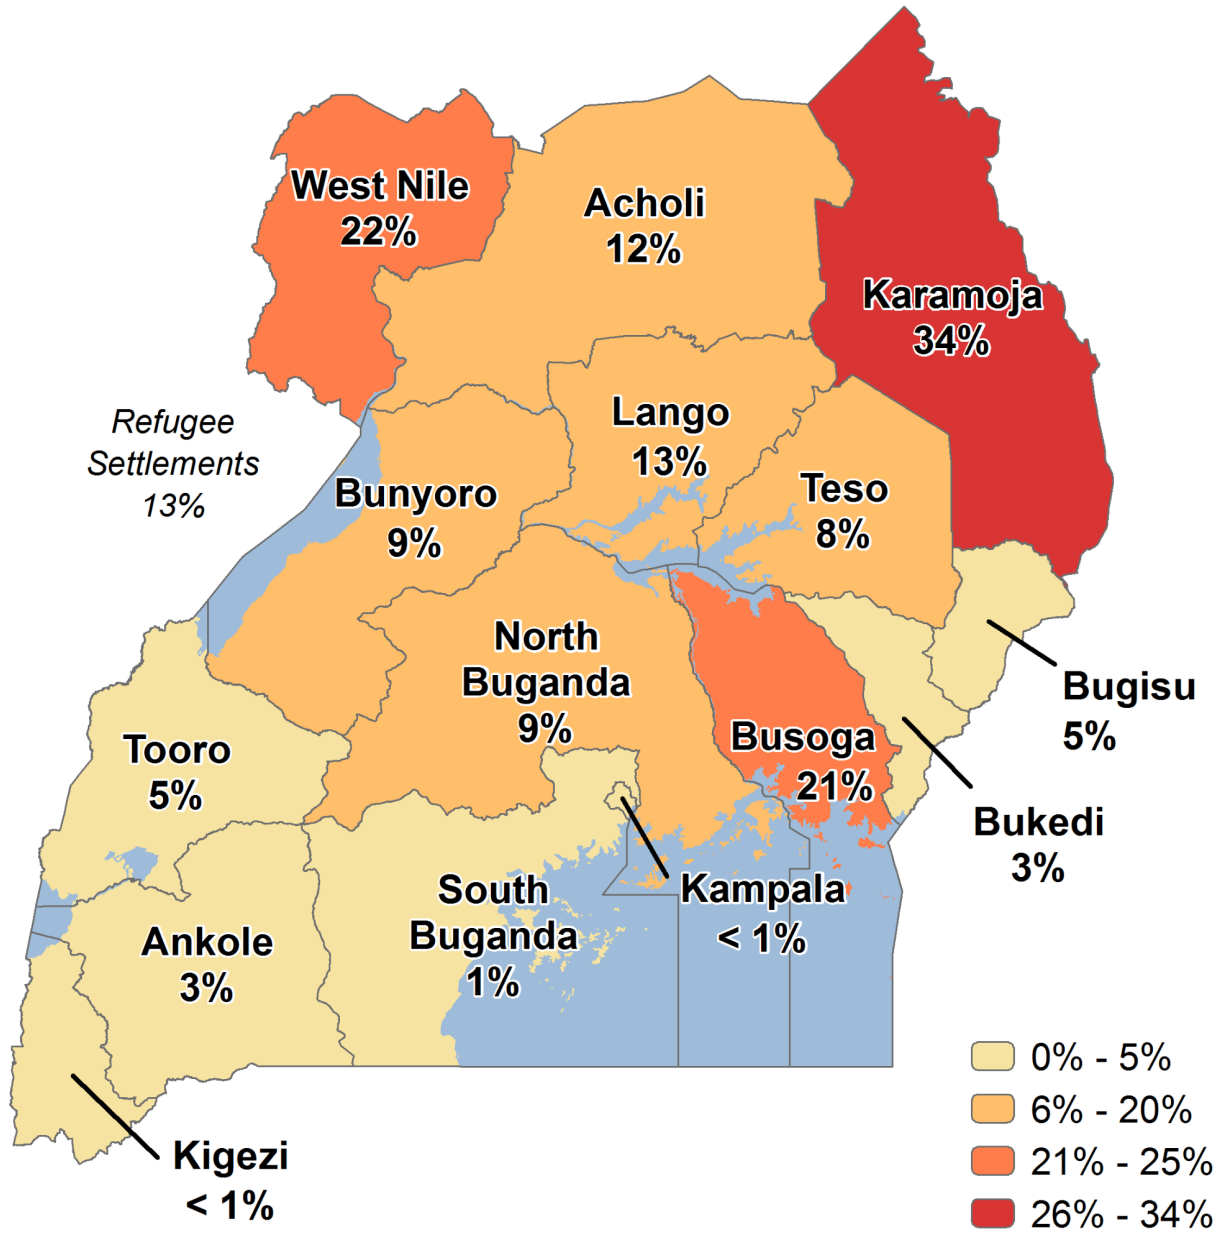 West Nile
22%
Acholi
12%
Karamoja
34%
Refugee
Settlements
13%
Lango
13%
Bunyoro
9%
Teso
8%
North
Buganda
9%
Bugisu
5%
Tooro
5%
Busoga
21%
Bukedi
3%
South
Buganda
1%
Kampala
< 1%
Ankole
3%
Kigezi
< 1%
0% - 5%
6% - 20%
21% - 25%
26% - 34%